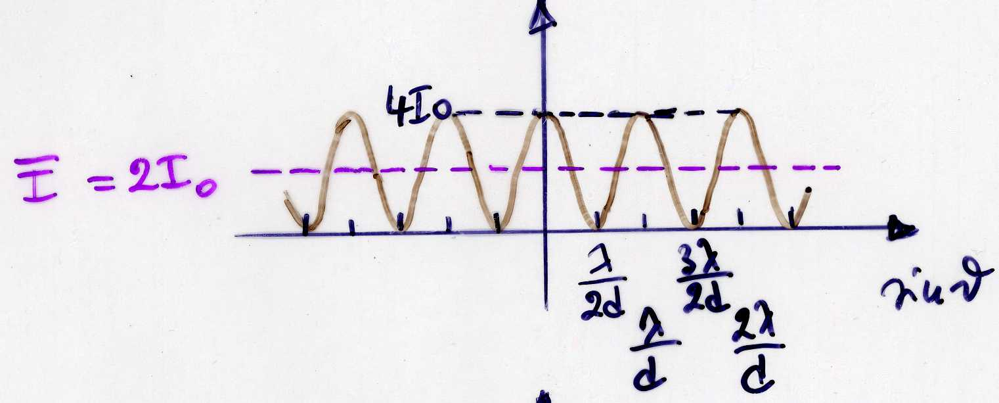 4I₀
Ī = 2I₀
λ/2d 3λ/2d
sin ϑ
λ/d 2λ/d